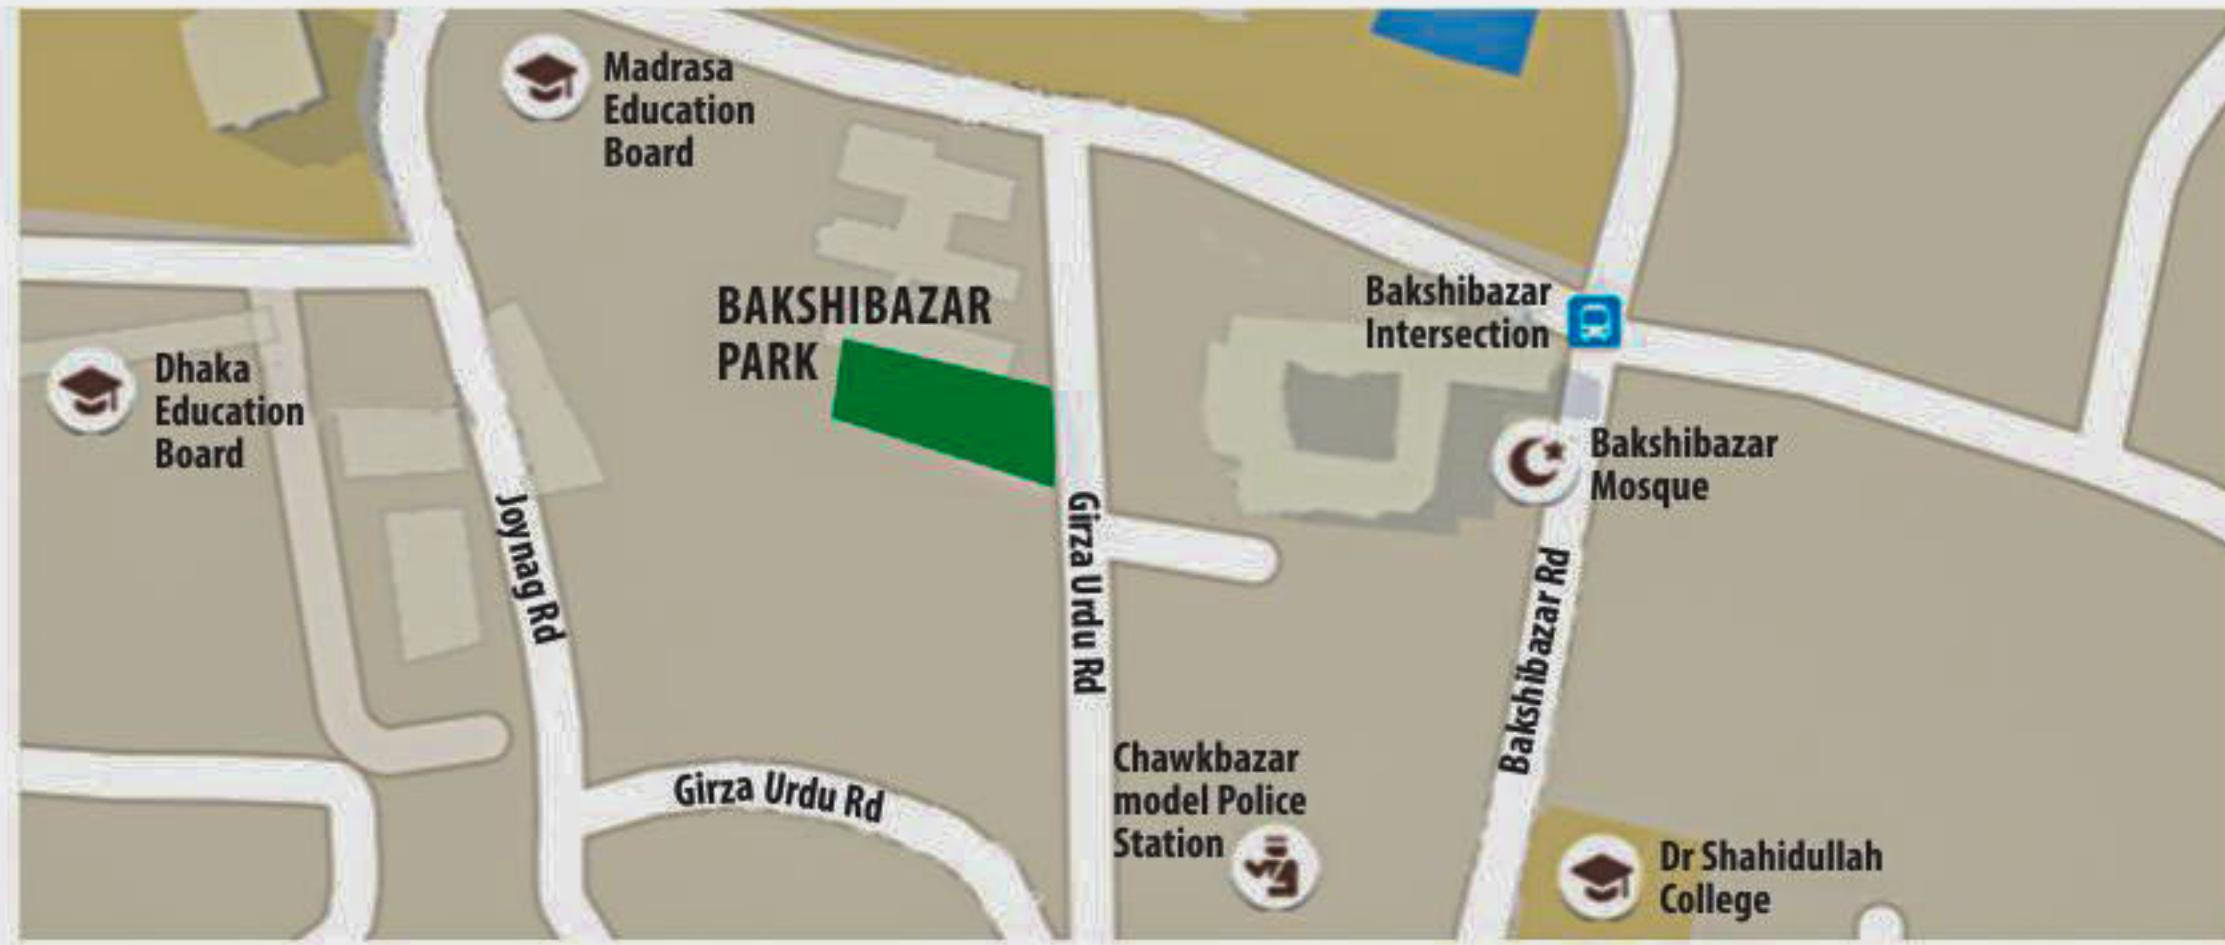 Madrasa
Education
Board
BAKSHIBAZAR
PARK
Bakshibazar
Intersection
Dhaka
Education
Board
Bakshibazar
Mosque
Joynag Rd
Girza Urdu Rd
Bakshibazar Rd
Girza Urdu Rd
Chawkbazar
model Police
Station
Dr Shahidullah
College